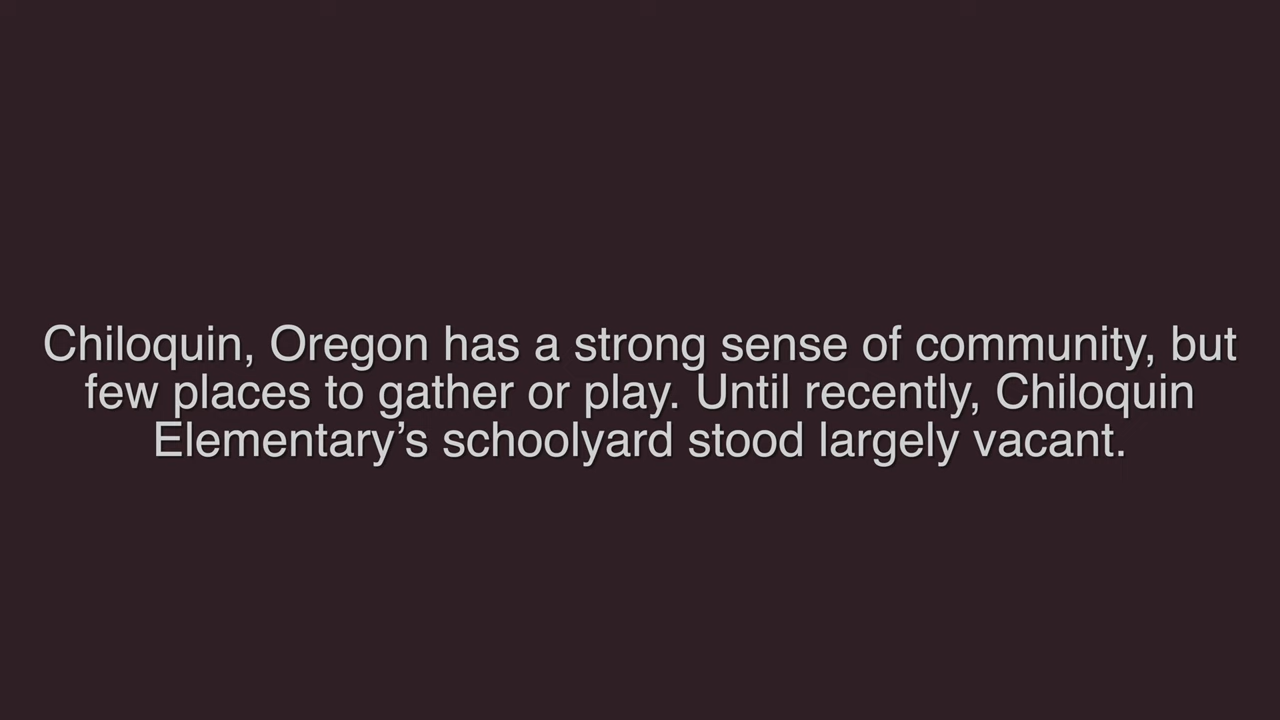 Chiloquin, Oregon has a strong sense of community, but
few places to gather or play. Until recently, Chiloquin
Elementary’s schoolyard stood largely vacant.